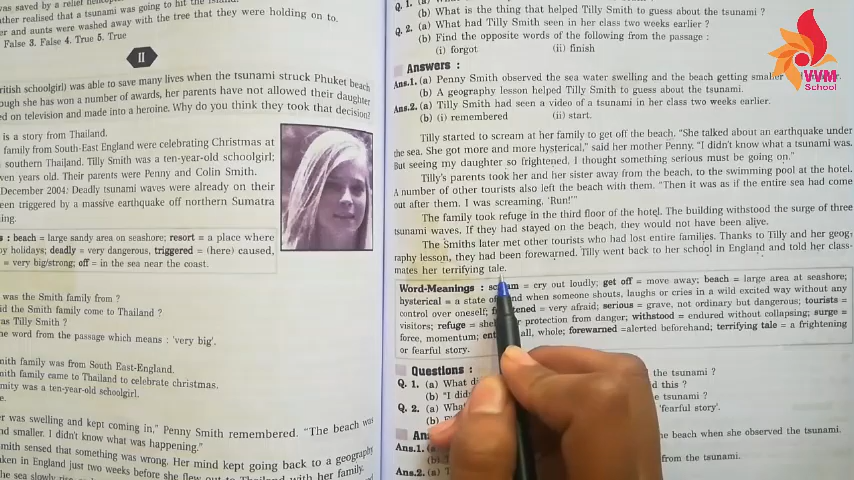 was saved by a relief
ther realised that a tsunami was going to hit the island.
er and aunts were washed away with the tree that they were holding on to.
False 3. False 4. True 5. True
II
ritish schoolgirl) was able to save many lives when the tsunami struck Phuket beach
ough she has won a number of awards, her parents have not allowed their daughter
ed on television and made into a heroine. Why do you think they took that decision?
is a story from Thailand.
family from South-East England were celebrating Christmas at
southern Thailand. Tilly Smith was a ten-year-old schoolgirl;
ven years old. Their parents were Penny and Colin Smith.
December 2004. Deadly tsunami waves were already on their
een triggered by a massive earthquake off northern Sumatra
ing.
s : beach = large sandy area on seashore; resort = a place where
oy holidays; deadly = very dangerous, triggered = (here) caused,
= very big/strong; off = in the sea near the coast.
was the Smith family from ?
id the Smith family come to Thailand ?
as Tilly Smith ?
he word from the passage which means : 'very big'.
mith family was from South East-England.
mith family came to Thailand to celebrate christmas.
mity was a ten-year-old schoolgirl.
e.
er was swelling and kept coming in," Penny Smith remembered. "The beach was
nd smaller. I didn't know what was happening."
mith sensed that something was wrong. Her mind kept going back to a geography
aken in England just two weeks before she flew out to Thailand with her family.
he sea slowly
Q. 1. (a)
(b) What is the thing that helped Tilly Smith to guess about the tsunami ?
Q. 2. (a) What had Tilly Smith seen in her class two weeks earlier ?
(b) Find the opposite words of the following from the passage :
(i) forgot (ii) finish
Answers :
Ans.1. (a) Penny Smith observed the sea water swelling and the beach getting smaller
(b) A geography lesson helped Tilly Smith to guess about the tsunami.
Ans.2. (a) Tilly Smith had seen a video of a tsunami in her class two weeks earlier.
(b) (i) remembered (ii) start.
Tilly started to scream at her family to get off the beach. "She talked about an earthquake under
the sea. She got more and more hysterical," said her mother Penny. "I didn't know what a tsunami was.
But seeing my daughter so frightened, I thought something serious must be going on."
Tilly's parents took her and her sister away from the beach, to the swimming pool at the hotel.
A number of other tourists also left the beach with them. "Then it was as if the entire sea had come
out after them. I was screaming, 'Run!'"
The family took refuge in the third floor of the hotel. The building withstood the surge of three
tsunami waves. If they had stayed on the beach, they would not have been alive.
The Smiths later met other tourists who had lost entire families. Thanks to Tilly and her geog-
raphy lesson, they had been forewarned. Tilly went back to her school in England and told her class-
mates her terrifying tale.
Word-Meanings : scream = cry out loudly; get off = move away; beach = large area at seashore;
hysterical = a state of mind when someone shouts, laughs or cries in a wild excited way without any
control over oneself; frightened = very afraid; serious = grave, not ordinary but dangerous; tourists =
visitors; refuge = shelter or protection from danger; withstood = endured without collapsing; surge =
force, momentum; entire = all, whole; forewarned =alerted beforehand; terrifying tale = a frightening
or fearful story.
Questions :
Q. 1. (a) What the tsunami ?
(b) "I did d this ?
Q. 2. (a) What e tsunami ?
(b) 'fearful story'.
An
Ans.1. (a) he beach when she observed the tsunami.
(b) from the tsunami.
Ans.2. (a)
VVM
School